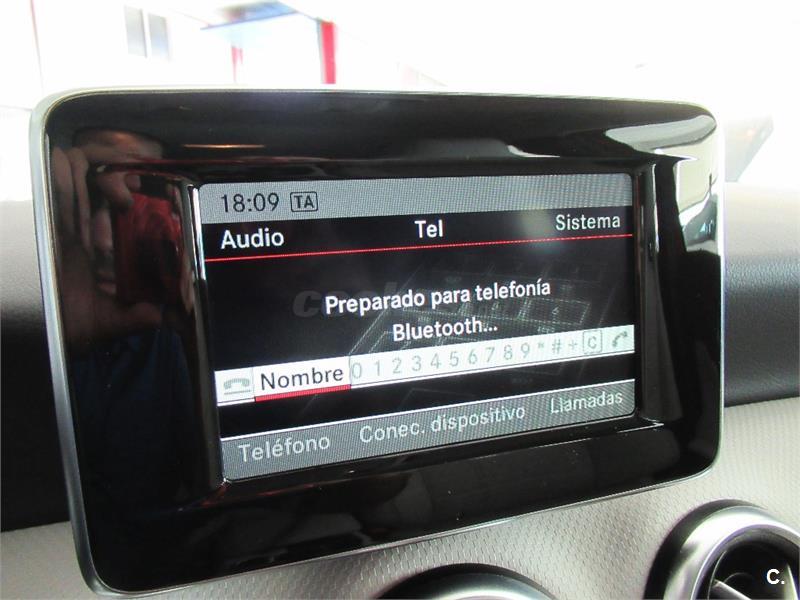 18:09 TA
Audio Tel Sistema
Preparado para telefonía
Bluetooth...
Nombre 0 1 2 3 4 5 6 7 8 9 * # + C
Teléfono Conec. dispositivo Llamadas
C.